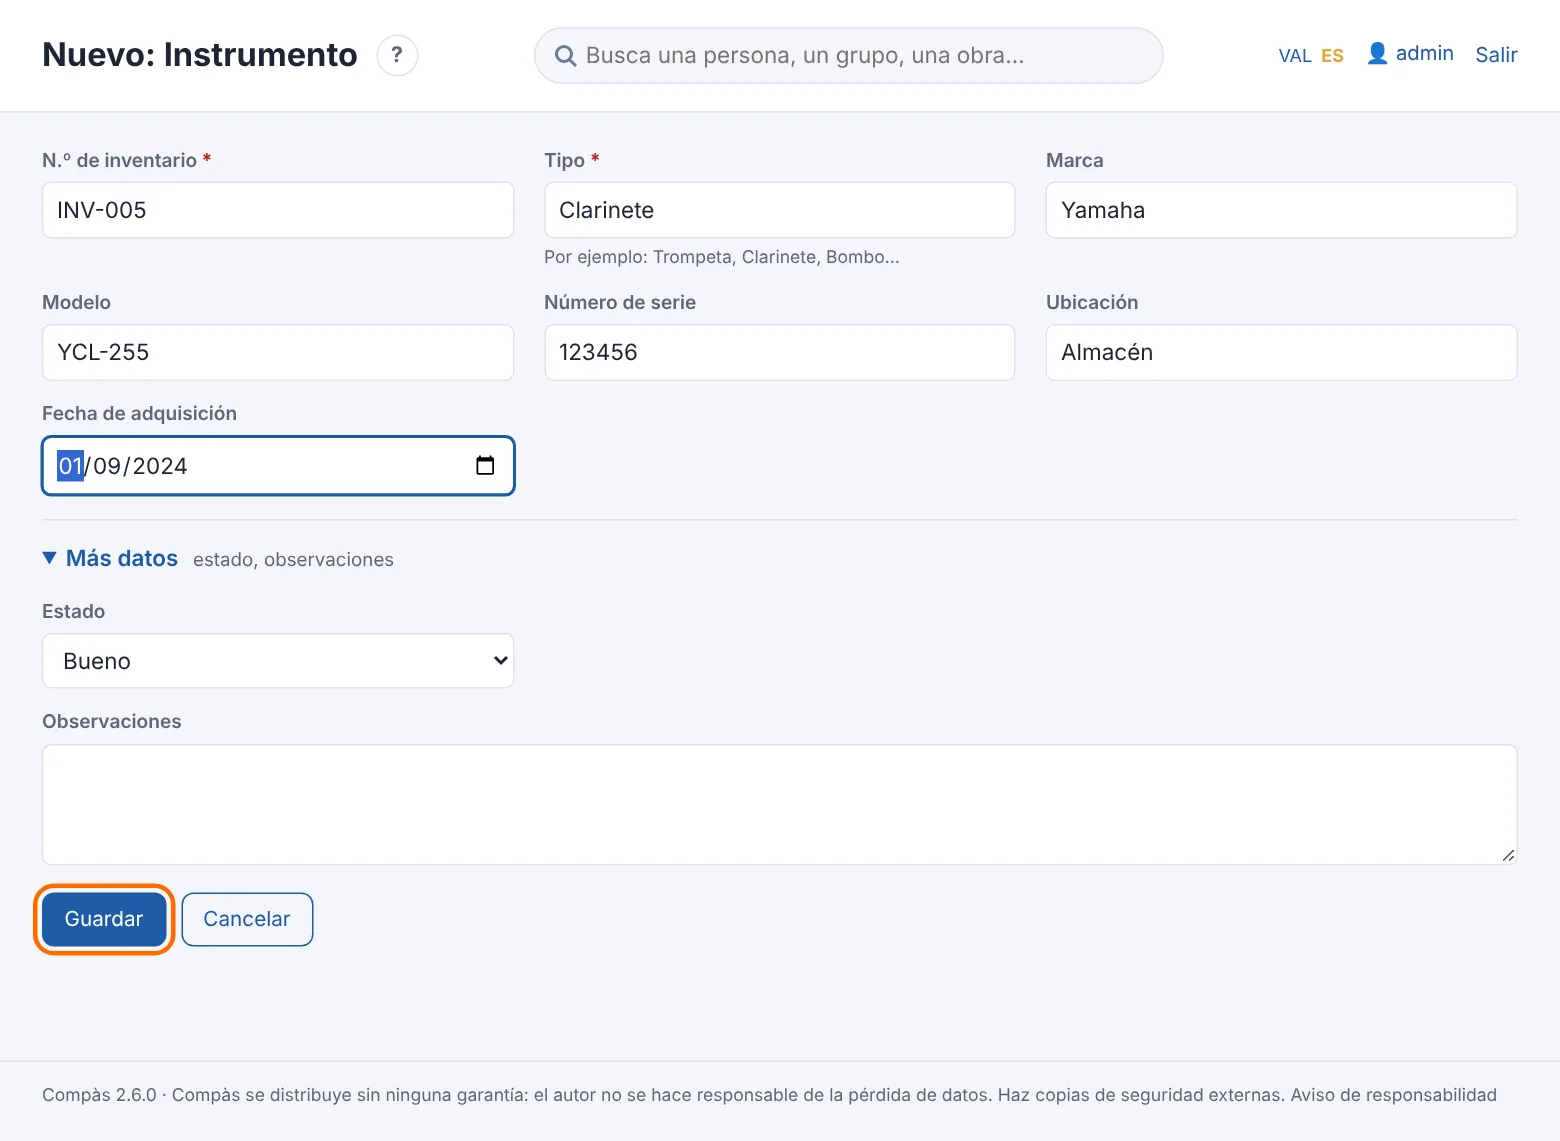 Nuevo: Instrumento ? Busca una persona, un grupo, una obra... VAL ES admin Salir
N.º de inventario * Tipo * Marca
INV-005 Clarinete Yamaha
Por ejemplo: Trompeta, Clarinete, Bombo...
Modelo Número de serie Ubicación
YCL-255 123456 Almacén
Fecha de adquisición
01/09/2024
Más datos estado, observaciones
Estado
Bueno
Observaciones
Guardar Cancelar
Compàs 2.6.0 · Compàs se distribuye sin ninguna garantía: el autor no se hace responsable de la pérdida de datos. Haz copias de seguridad externas. Aviso de responsabilidad